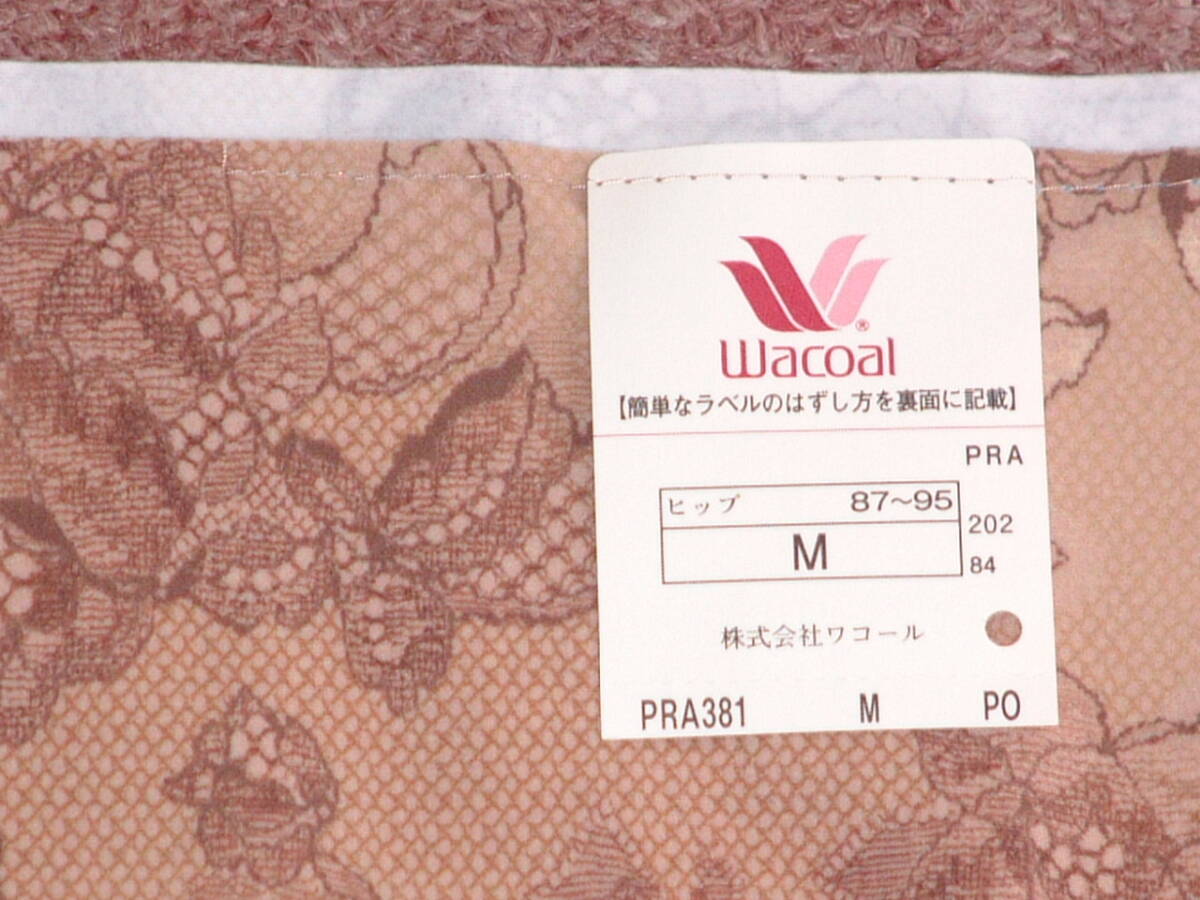 Wacoal®
【簡単なラベルのはずし方を裏面に記載】
PRA
ヒップ 87～95
202
M
84
株式会社ワコール
PRA381 M PO